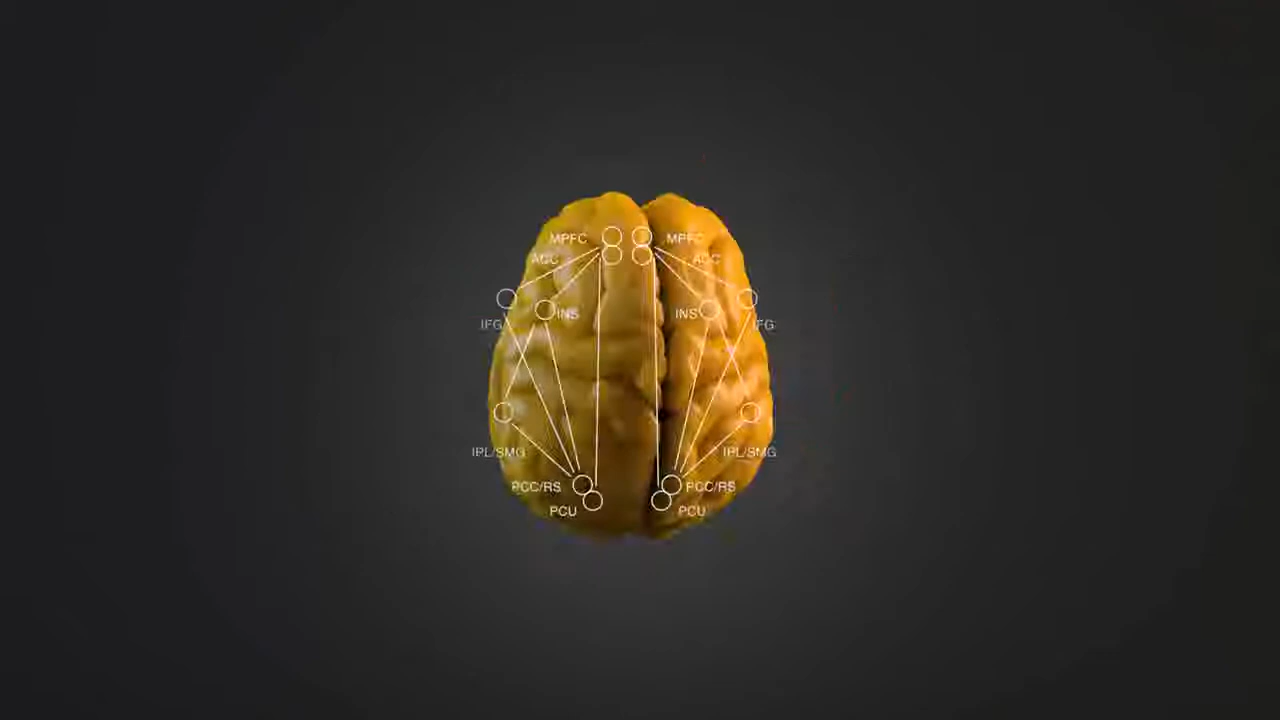 MPFC MPFC
ACC ACC
INS INS
IFG IFG
IPL/SMG IPL/SMG
PCC/RS PCC/RS
PCU PCU